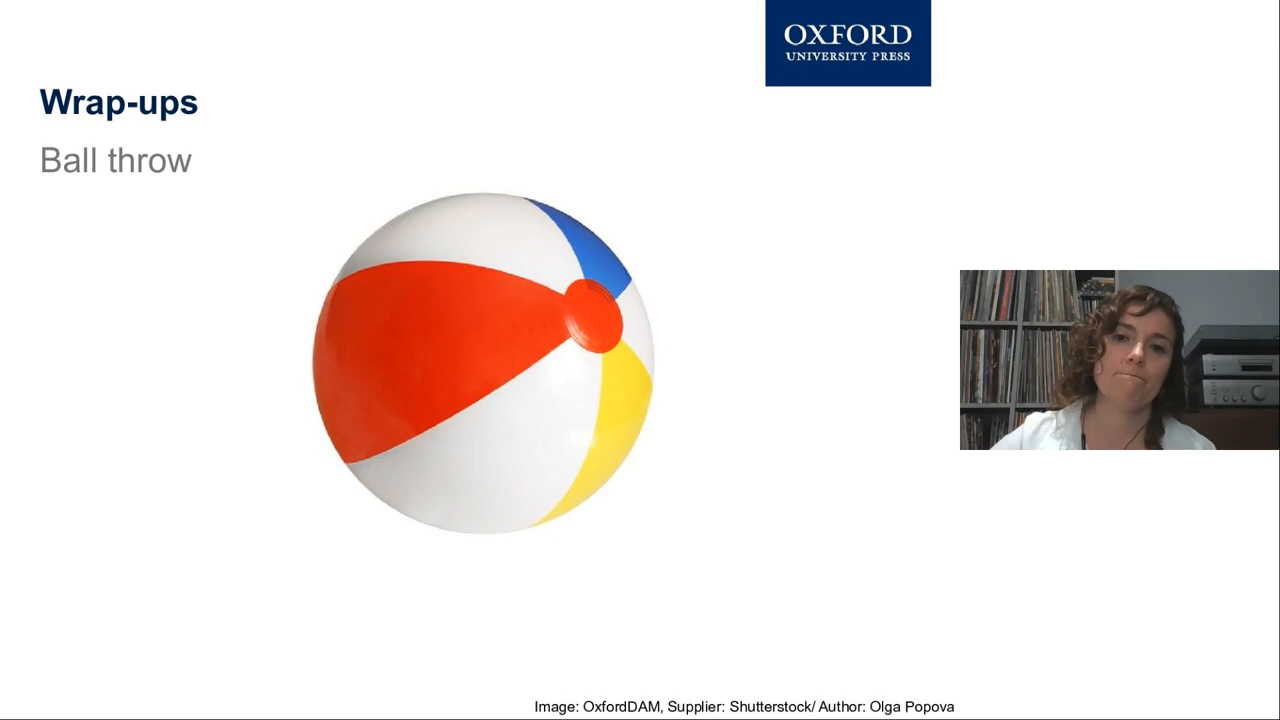 OXFORD
UNIVERSITY PRESS
Wrap-ups
Ball throw
Image: OxfordDAM, Supplier: Shutterstock/ Author: Olga Popova